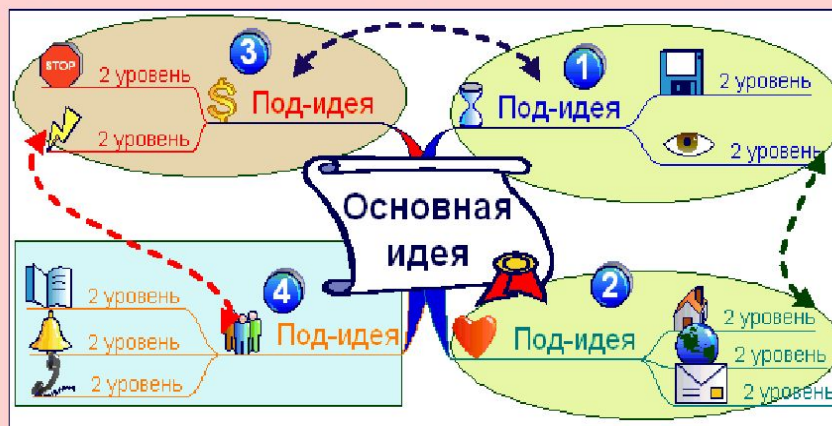 3
STOP
2 уровень
Под-идея
2 уровень
1
2 уровень
Под-идея
2 уровень
Основная
идея
4
2 уровень
2 уровень
Под-идея
2 уровень
2
2 уровень
Под-идея
2 уровень
2 уровень